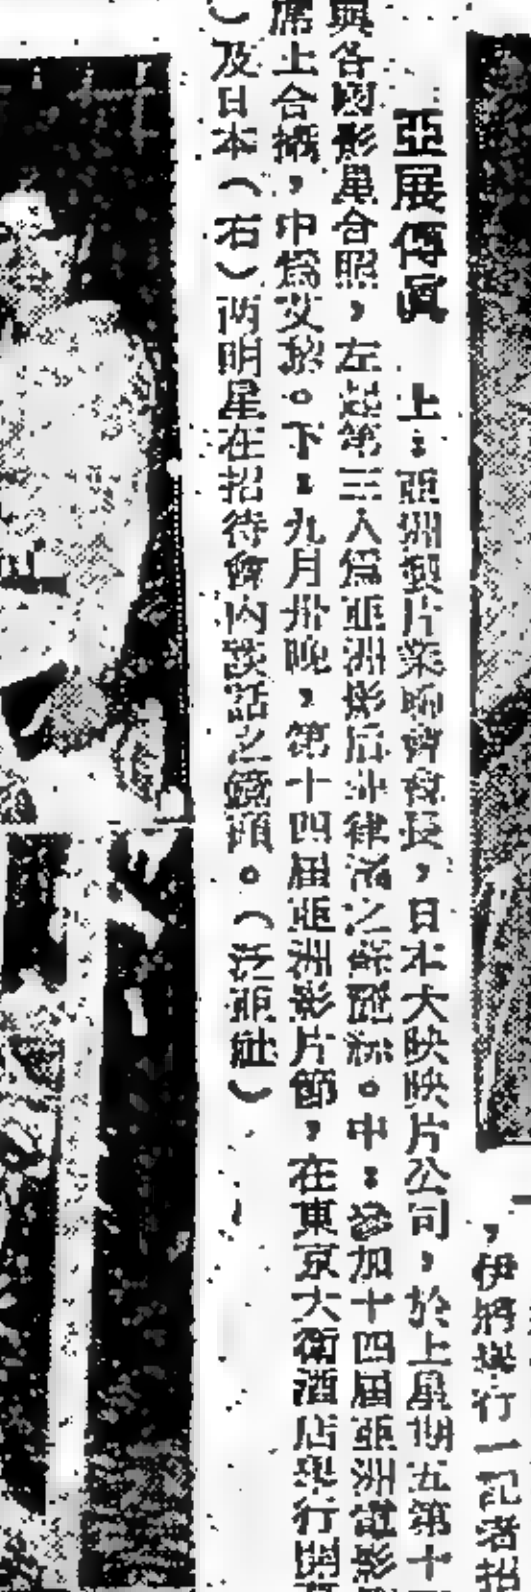 亞展傳眞　上：亞洲製片業協會會長，日本大映映片公司，於上星期五第十
與各國影星合照，左起第三人爲亞洲影后菲律濱之。中：參加十四屆亞洲電影
席上合攝，中爲艾黎。下：九月卅晚，第十四屆亞洲影片節，在東京大衛酒店舉行開
）及日本（右）兩明星在招待會內談話之鏡頭。（泛亞社）
，伊將舉行一記者招